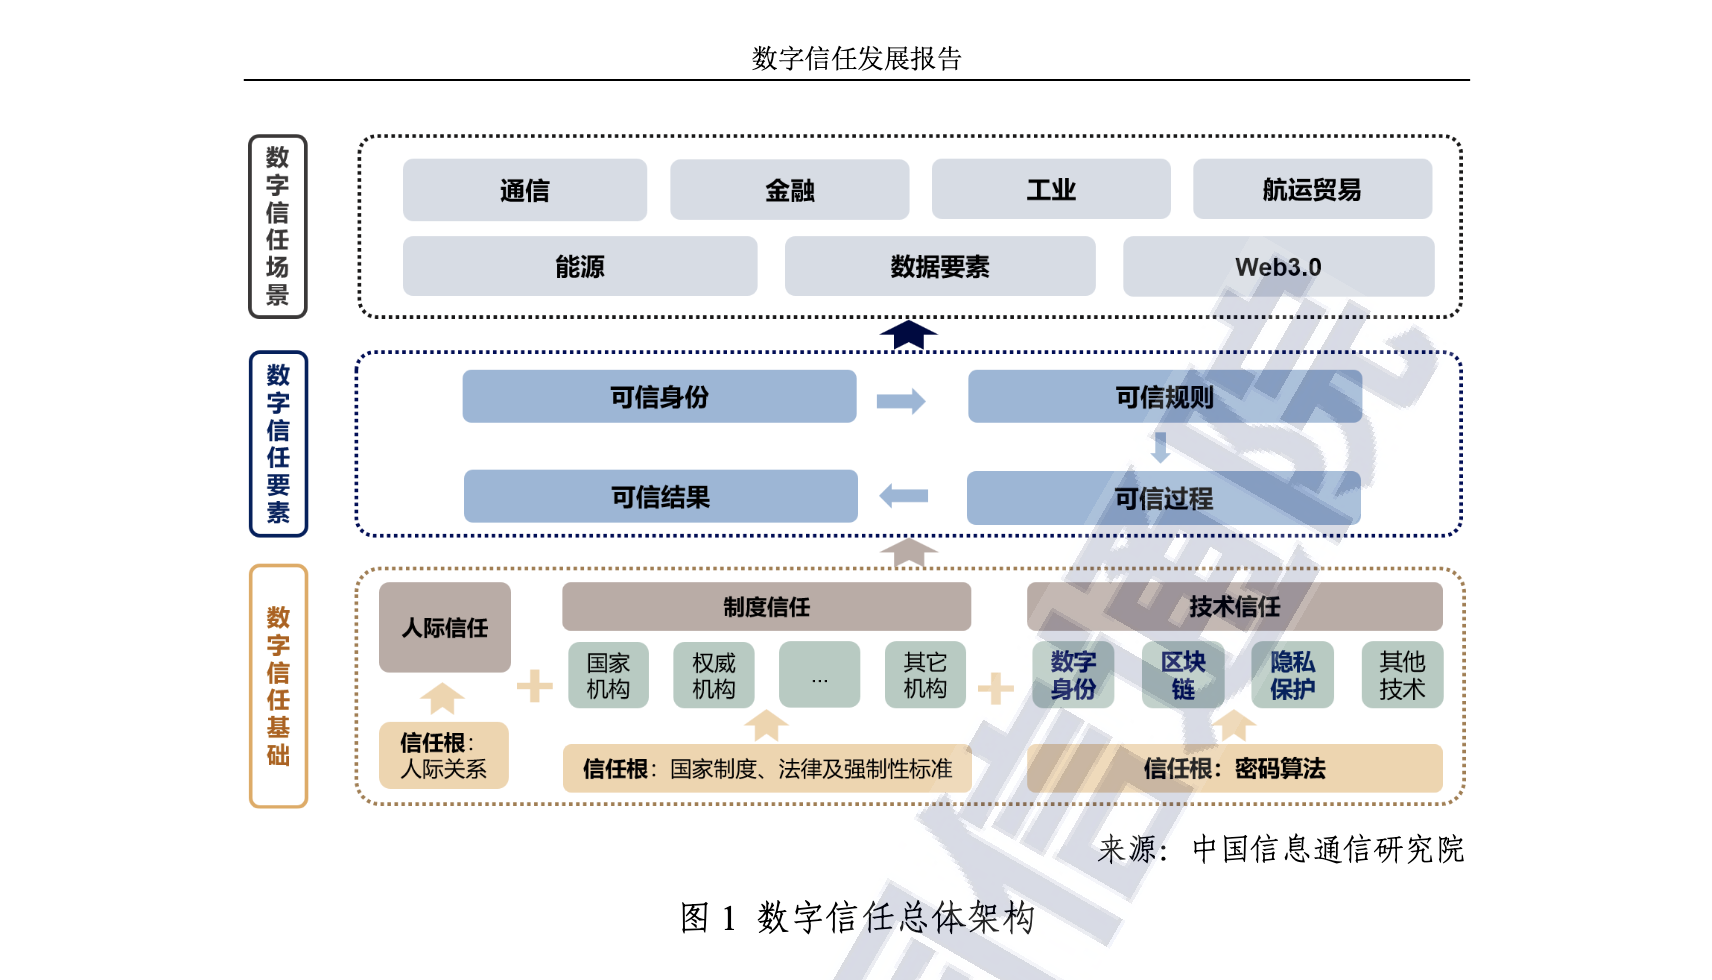 数字信任发展报告
数字信任场景
通信
金融
工业
航运贸易
能源
数据要素
Web3.0
数字信任要素
可信身份
可信规则
可信结果
可信过程
数字信任基础
人际信任
制度信任
技术信任
国家
机构
权威
机构
...
其它
机构
数字
身份
区块
链
隐私
保护
其他
技术
信任根：
人际关系
信任根：国家制度、法律及强制性标准
信任根：密码算法
来源：中国信息通信研究院
图 1 数字信任总体架构